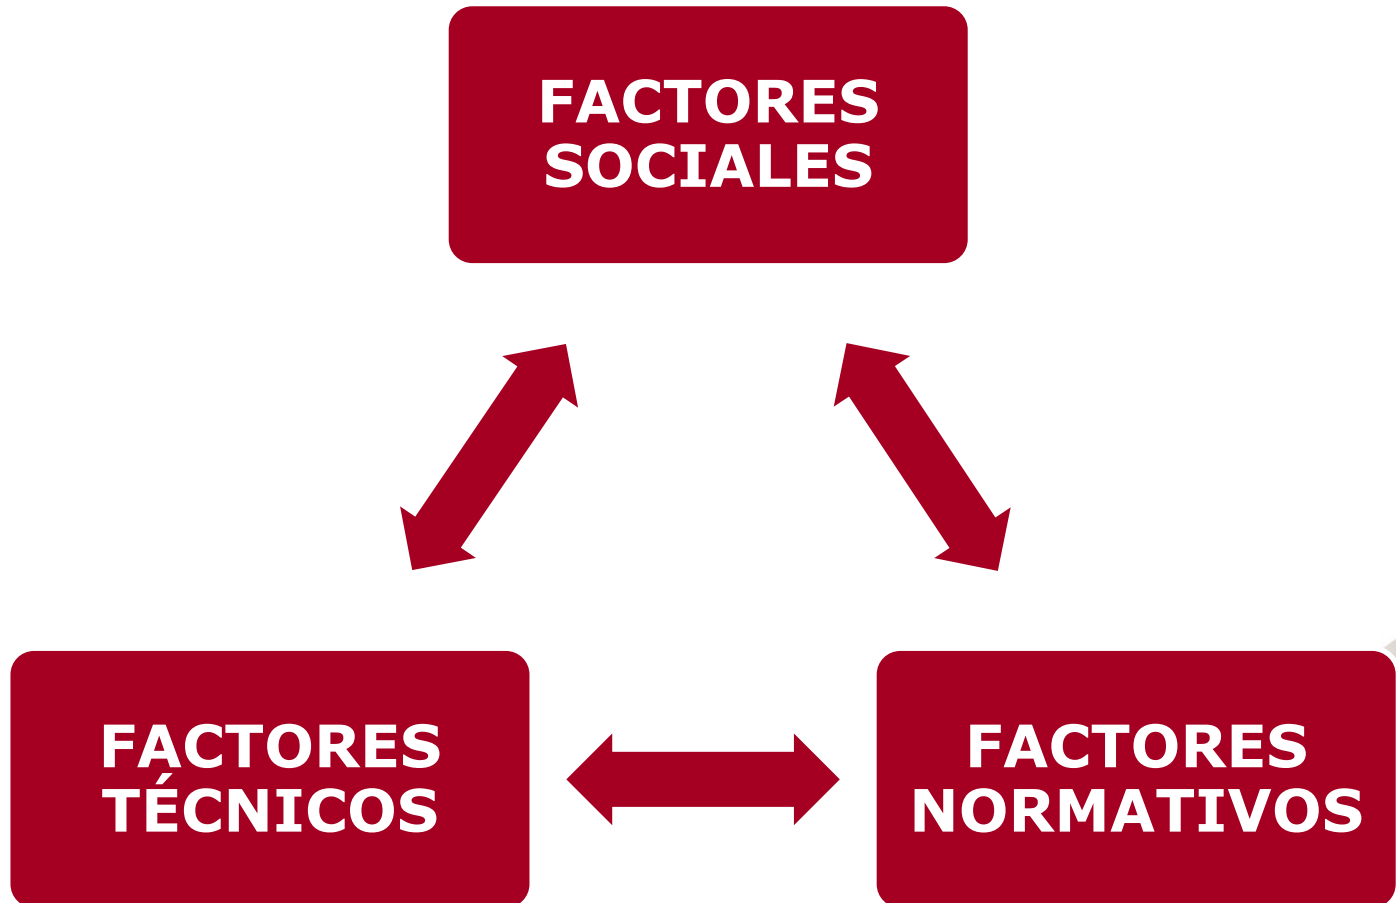 FACTORES
SOCIALES
FACTORES
TÉCNICOS
FACTORES
NORMATIVOS